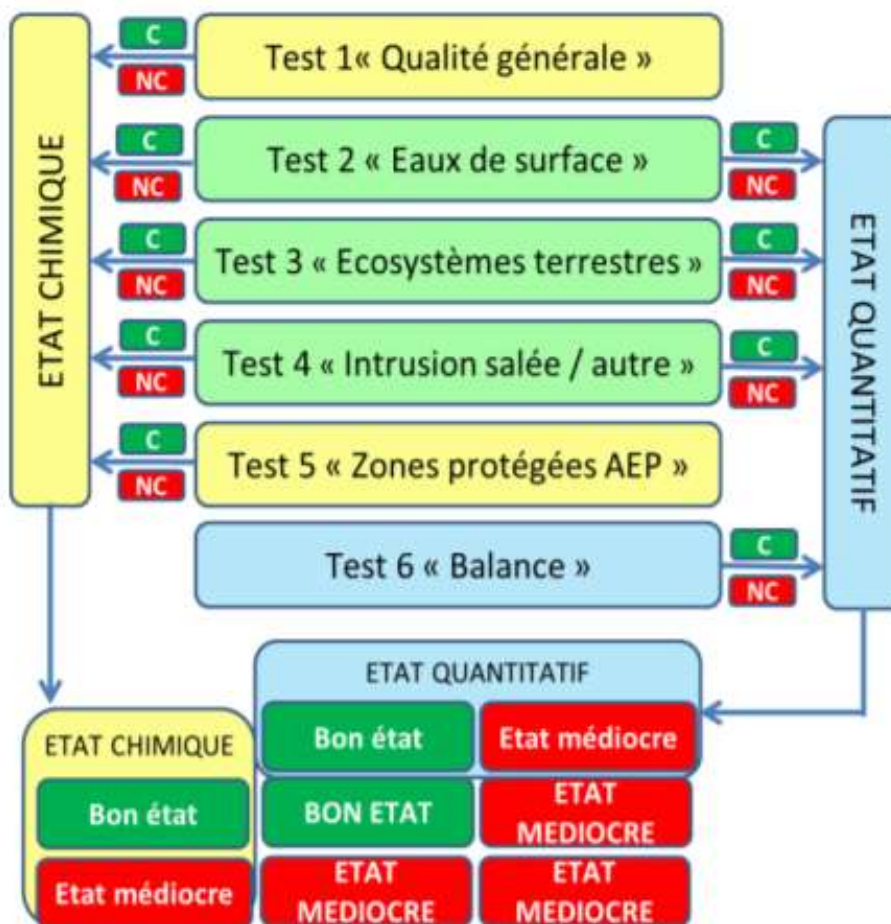 ETAT CHIMIQUE
C
NC
Test 1« Qualité générale »
C
NC
Test 2 « Eaux de surface »
C
NC
C
NC
Test 3 « Ecosystèmes terrestres »
C
NC
C
NC
Test 4 « Intrusion salée / autre »
C
NC
C
NC
Test 5 « Zones protégées AEP »
Test 6 « Balance »
C
NC
ETAT QUANTITATIF
ETAT QUANTITATIF
ETAT CHIMIQUE
Bon état
Etat médiocre
Bon état
BON ETAT
ETAT
MEDIOCRE
Etat médiocre
ETAT
MEDIOCRE
ETAT
MEDIOCRE